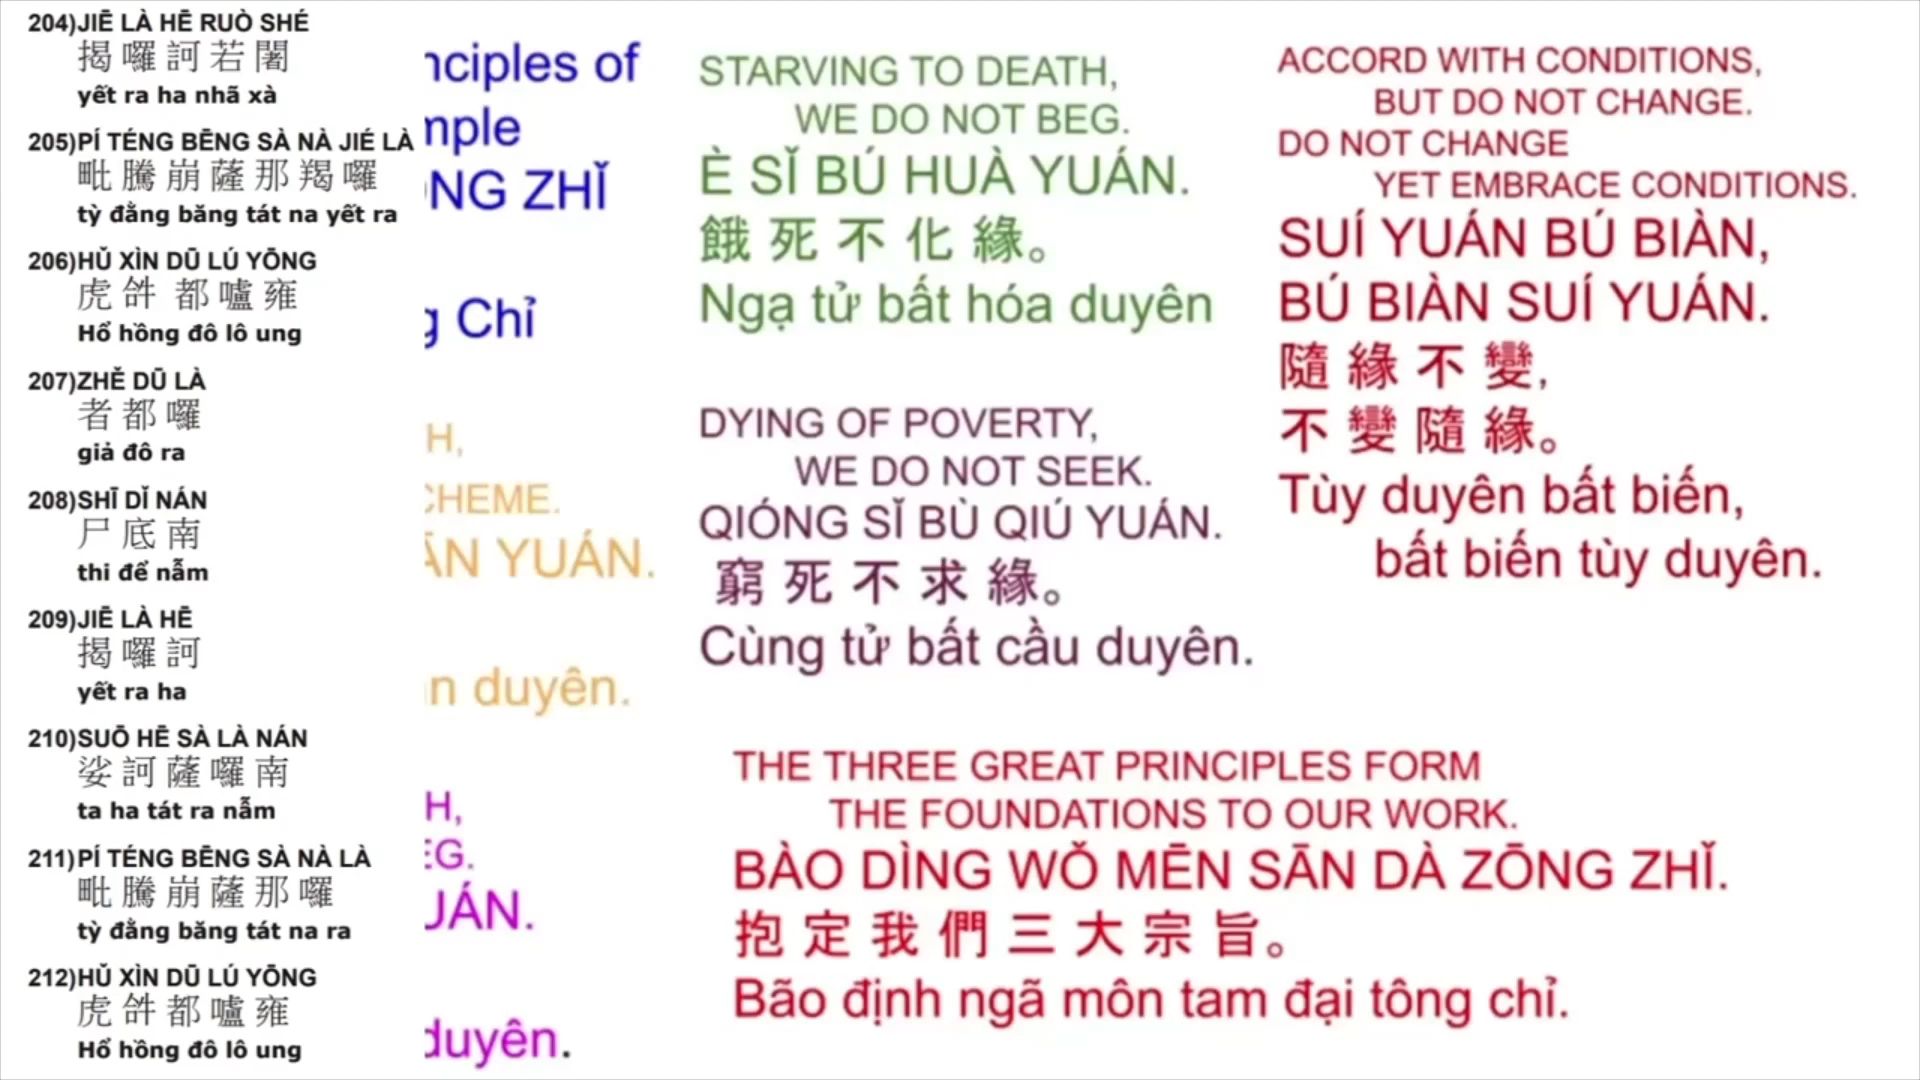 204)JIĒ LÀ HĒ RUÒ SHÉ
揭 囉 訶 若 闍
yết ra ha nhã xà
205)PÍ TÉNG BĒNG SÀ NÀ JIÉ LÀ
毗 騰 崩 薩 那 羯 囉
tỳ đằng băng tát na yết ra
206)HǓ XÌN DŪ LÚ YŌNG
虎 𤙖 都 嚧 雍
Hổ hồng đô lô ung
207)ZHĚ DŪ LÀ
者 都 囉
giả đô ra
208)SHĪ DǏ NÁN
尸 底 南
thi để nẫm
209)JIĒ LÀ HĒ
揭 囉 訶
yết ra ha
210)SUŌ HĒ SÀ LÀ NÁN
娑 訶 薩 囉 南
ta ha tát ra nẫm
211)PÍ TÉNG BĒNG SÀ NÀ LÀ
毗 騰 崩 薩 那 囉
tỳ đằng băng tát na ra
212)HǓ XÌN DŪ LÚ YŌNG
虎 𤙖 都 嚧 雍
Hổ hồng đô lô ung
nciples of
mple
ONG ZHǏ
g Chỉ
H,
CHEME.
ĀN YUÁN.
n duyên.
H,
EG.
UÁN.
duyên.
STARVING TO DEATH,
WE DO NOT BEG.
È SǏ BÚ HUÀ YUÁN.
餓 死 不 化 緣。
Ngạ tử bất hóa duyên
DYING OF POVERTY,
WE DO NOT SEEK.
QIÓNG SǏ BÙ QIÚ YUÁN.
窮 死 不 求 緣。
Cùng tử bất cầu duyên.
ACCORD WITH CONDITIONS,
BUT DO NOT CHANGE.
DO NOT CHANGE
YET EMBRACE CONDITIONS.
SUÍ YUÁN BÚ BIÀN,
BÚ BIÀN SUÍ YUÁN.
隨 緣 不 變,
不 變 隨 緣。
Tùy duyên bất biến,
bất biến tùy duyên.
THE THREE GREAT PRINCIPLES FORM
THE FOUNDATIONS TO OUR WORK.
BÀO DÌNG WǑ MĒN SĀN DÀ ZŌNG ZHǏ.
抱 定 我 們 三 大 宗 旨。
Bão định ngã môn tam đại tông chỉ.